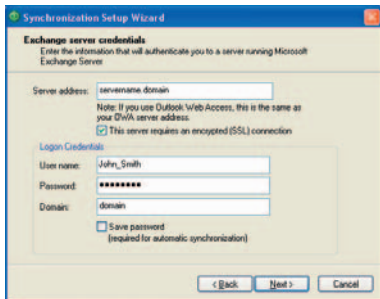 Synchronization Setup Wizard
Exchange server credentials
Enter the information that will authenticate you to a server running Microsoft
Exchange Server
Server address: servername.domain
Note: If you use Outlook Web Access, this is the same as
your OWA server address.
This server requires an encrypted (SSL) connection
Logon Credentials
User name: John_Smith
Password: ●●●●●●●●
Domain: domain
Save password
(required for automatic synchronization)
< Back Next > Cancel